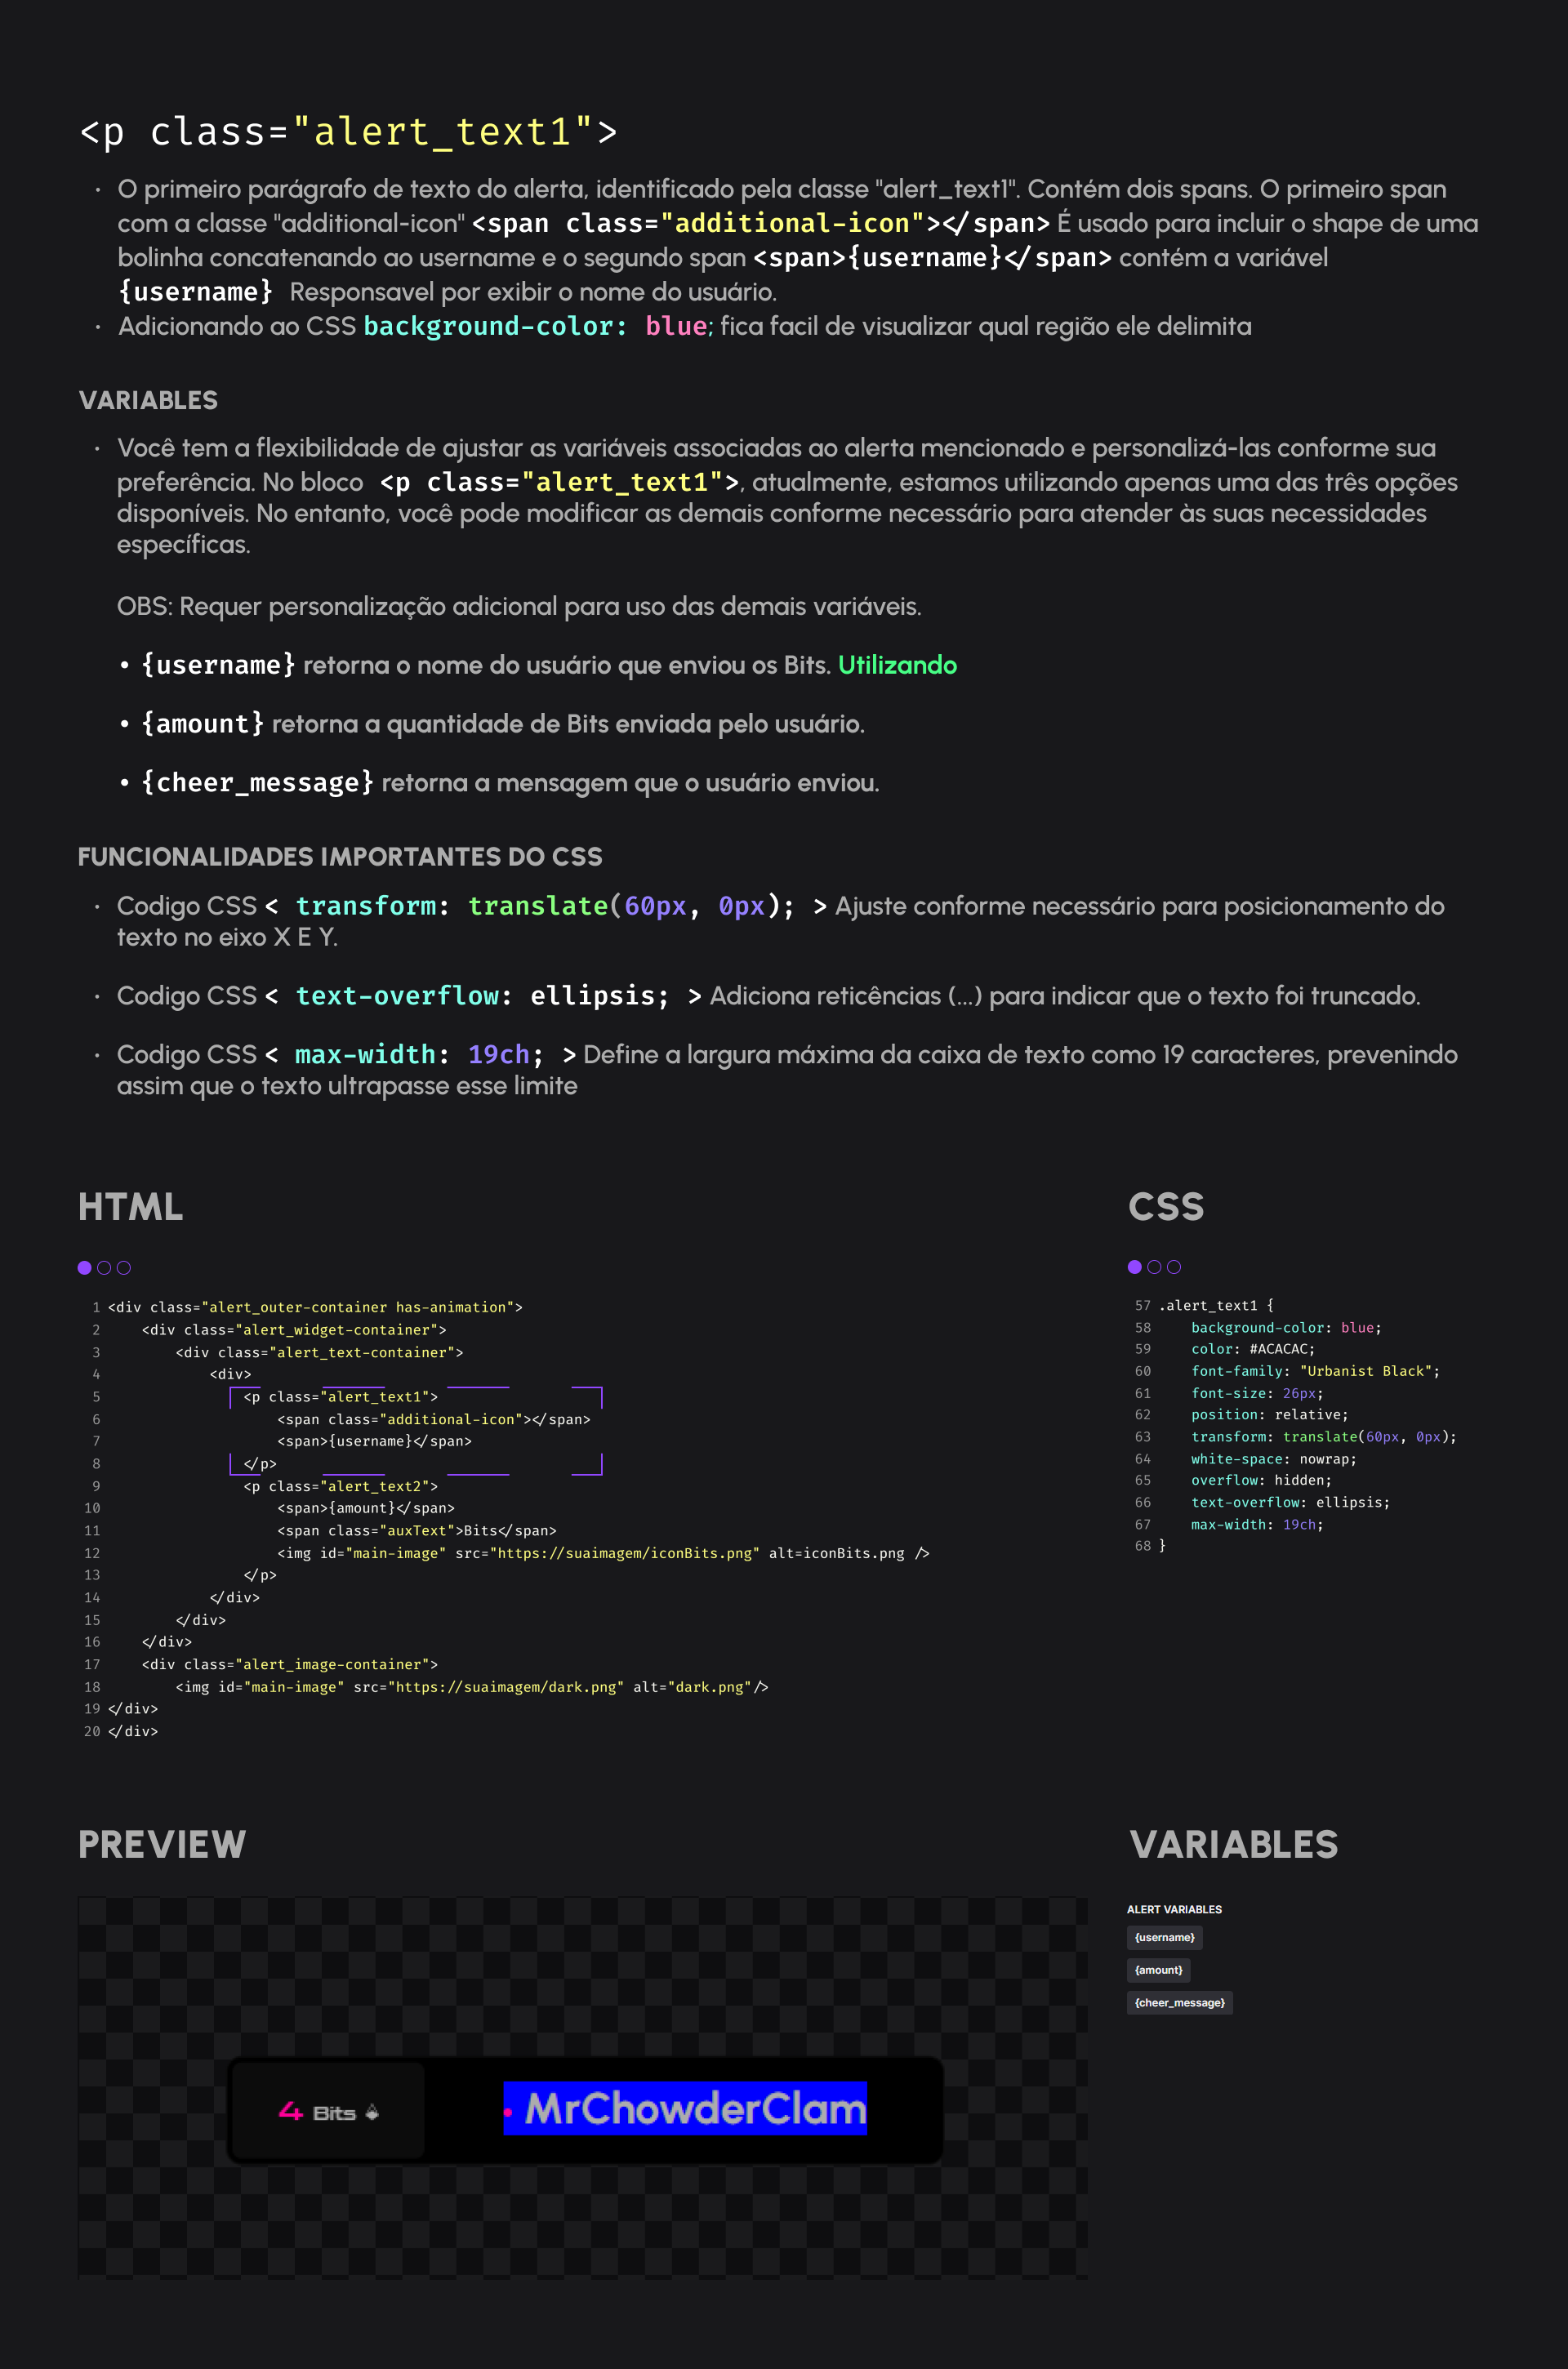 <p class="alert_text1">
• O primeiro parágrafo de texto do alerta, identificado pela classe "alert_text1". Contém dois spans. O primeiro span
com a classe "additional-icon" <span class="additional-icon"></span> É usado para incluir o shape de uma
bolinha concatenando ao username e o segundo span <span>{username}</span> contém a variável
{username} Responsavel por exibir o nome do usuário.
• Adicionando ao CSS background-color: blue; fica facil de visualizar qual região ele delimita
VARIABLES
• Você tem a flexibilidade de ajustar as variáveis associadas ao alerta mencionado e personalizá-las conforme sua
preferência. No bloco <p class="alert_text1">, atualmente, estamos utilizando apenas uma das três opções
disponíveis. No entanto, você pode modificar as demais conforme necessário para atender às suas necessidades
específicas.
OBS: Requer personalização adicional para uso das demais variáveis.
• {username} retorna o nome do usuário que enviou os Bits. Utilizando
• {amount} retorna a quantidade de Bits enviada pelo usuário.
• {cheer_message} retorna a mensagem que o usuário enviou.
FUNCIONALIDADES IMPORTANTES DO CSS
• Codigo CSS < transform: translate(60px, 0px); > Ajuste conforme necessário para posicionamento do
texto no eixo X E Y.
• Codigo CSS < text-overflow: ellipsis; > Adiciona reticências (...) para indicar que o texto foi truncado.
• Codigo CSS < max-width: 19ch; > Define a largura máxima da caixa de texto como 19 caracteres, prevenindo
assim que o texto ultrapasse esse limite
HTML
1 <div class="alert_outer-container has-animation">
2     <div class="alert_widget-container">
3         <div class="alert_text-container">
4             <div>
5                 <p class="alert_text1">
6                     <span class="additional-icon"></span>
7                     <span>{username}</span>
8                 </p>
9                 <p class="alert_text2">
10                     <span>{amount}</span>
11                     <span class="auxText">Bits</span>
12                     <img id="main-image" src="https://suaimagem/iconBits.png" alt=iconBits.png />
13                 </p>
14             </div>
15         </div>
16     </div>
17     <div class="alert_image-container">
18         <img id="main-image" src="https://suaimagem/dark.png" alt="dark.png"/>
19 </div>
20 </div>
CSS
57 .alert_text1 {
58     background-color: blue;
59     color: #ACACAC;
60     font-family: "Urbanist Black";
61     font-size: 26px;
62     position: relative;
63     transform: translate(60px, 0px);
64     white-space: nowrap;
65     overflow: hidden;
66     text-overflow: ellipsis;
67     max-width: 19ch;
68 }
PREVIEW
4 Bits
• MrChowderClam
VARIABLES
ALERT VARIABLES
{username}
{amount}
{cheer_message}